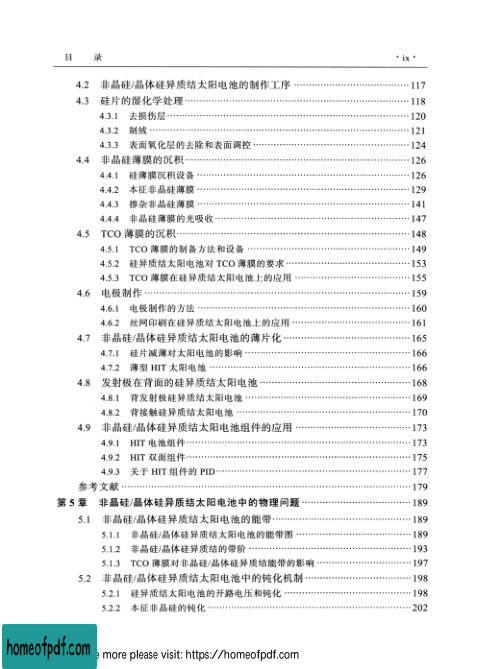 目 录 · ix ·
4.2 非晶硅/晶体硅异质结太阳电池的制作工序 ……………………………… 117
4.3 硅片的湿化学处理 ……………………………… 118
4.3.1 去损伤层 ……………………………… 120
4.3.2 制绒 ……………………………… 121
4.3.3 表面氧化层的去除和表面调控 ……………………………… 124
4.4 非晶硅薄膜的沉积 ……………………………… 126
4.4.1 硅薄膜沉积设备 ……………………………… 126
4.4.2 本征非晶硅薄膜 ……………………………… 129
4.4.3 掺杂非晶硅薄膜 ……………………………… 141
4.4.4 非晶硅薄膜的光吸收 ……………………………… 147
4.5 TCO 薄膜的沉积 ……………………………… 148
4.5.1 TCO 薄膜的制备方法和设备 ……………………………… 149
4.5.2 硅异质结太阳电池对 TCO 薄膜的要求 ……………………………… 153
4.5.3 TCO 薄膜在硅异质结太阳电池上的应用 ……………………………… 155
4.6 电极制作 ……………………………… 159
4.6.1 电极制作的方法 ……………………………… 160
4.6.2 丝网印刷在硅异质结太阳电池上的应用 ……………………………… 161
4.7 非晶硅/晶体硅异质结太阳电池的薄片化 ……………………………… 165
4.7.1 硅片减薄对太阳电池的影响 ……………………………… 166
4.7.2 薄型 HIT 太阳电池 ……………………………… 166
4.8 发射极在背面的硅异质结太阳电池 ……………………………… 168
4.8.1 背发射极硅异质结太阳电池 ……………………………… 169
4.8.2 背接触硅异质结太阳电池 ……………………………… 170
4.9 非晶硅/晶体硅异质结太阳电池组件的应用 ……………………………… 173
4.9.1 HIT 电池组件 ……………………………… 173
4.9.2 HIT 双面组件 ……………………………… 175
4.9.3 关于 HIT 组件的 PID ……………………………… 177
参考文献 ……………………………… 179
第 5 章 非晶硅/晶体硅异质结太阳电池中的物理问题 ……………………………… 189
5.1 非晶硅/晶体硅异质结太阳电池的能带 ……………………………… 189
5.1.1 非晶硅/晶体硅异质结太阳电池的能带图 ……………………………… 189
5.1.2 非晶硅/晶体硅异质结的带阶 ……………………………… 193
5.1.3 TCO 薄膜对非晶硅/晶体硅异质结能带的影响 ……………………………… 197
5.2 非晶硅/晶体硅异质结太阳电池中的钝化机制 ……………………………… 198
5.2.1 硅异质结太阳电池的开路电压和钝化 ……………………………… 198
5.2.2 本征非晶硅的钝化 ……………………………… 202
homeofpdf.com
e more please visit: https://homeofpdf.com